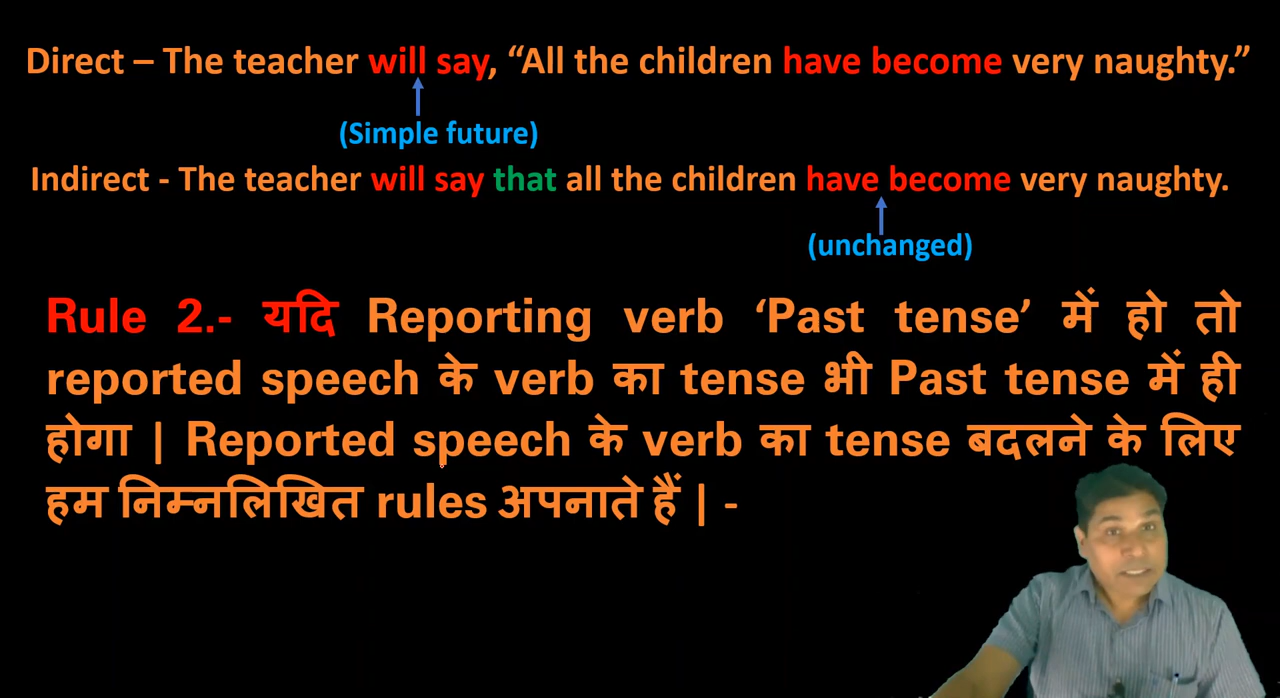 Direct – The teacher will say, “All the children have become very naughty.”
(Simple future)
Indirect - The teacher will say that all the children have become very naughty.
(unchanged)
Rule 2.- यदि Reporting verb ‘Past tense’ में हो तो
reported speech के verb का tense भी Past tense में ही
होगा | Reported speech के verb का tense बदलने के लिए
हम निम्नलिखित rules अपनाते हैं | -